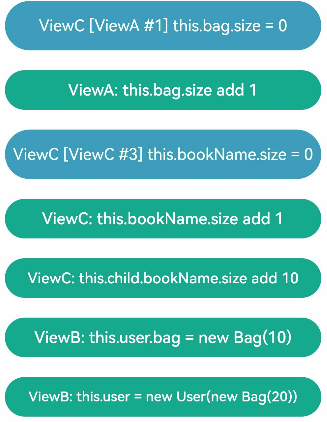 ViewC [ViewA #1] this.bag.size = 0
ViewA: this.bag.size add 1
ViewC [ViewC #3] this.bookName.size = 0
ViewC: this.bookName.size add 1
ViewC: this.child.bookName.size add 10
ViewB: this.user.bag = new Bag(10)
ViewB: this.user = new User(new Bag(20))